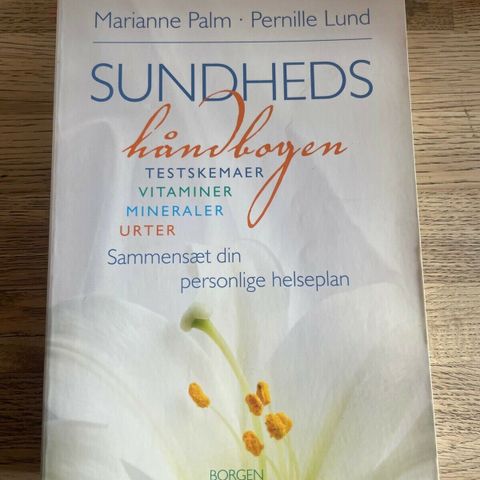 Marianne Palm · Pernille Lund
SUNDHEDS
håndbogen
TESTSKEMAER
VITAMINER
MINERALER
URTER
Sammensæt din
personlige helseplan
BORGEN